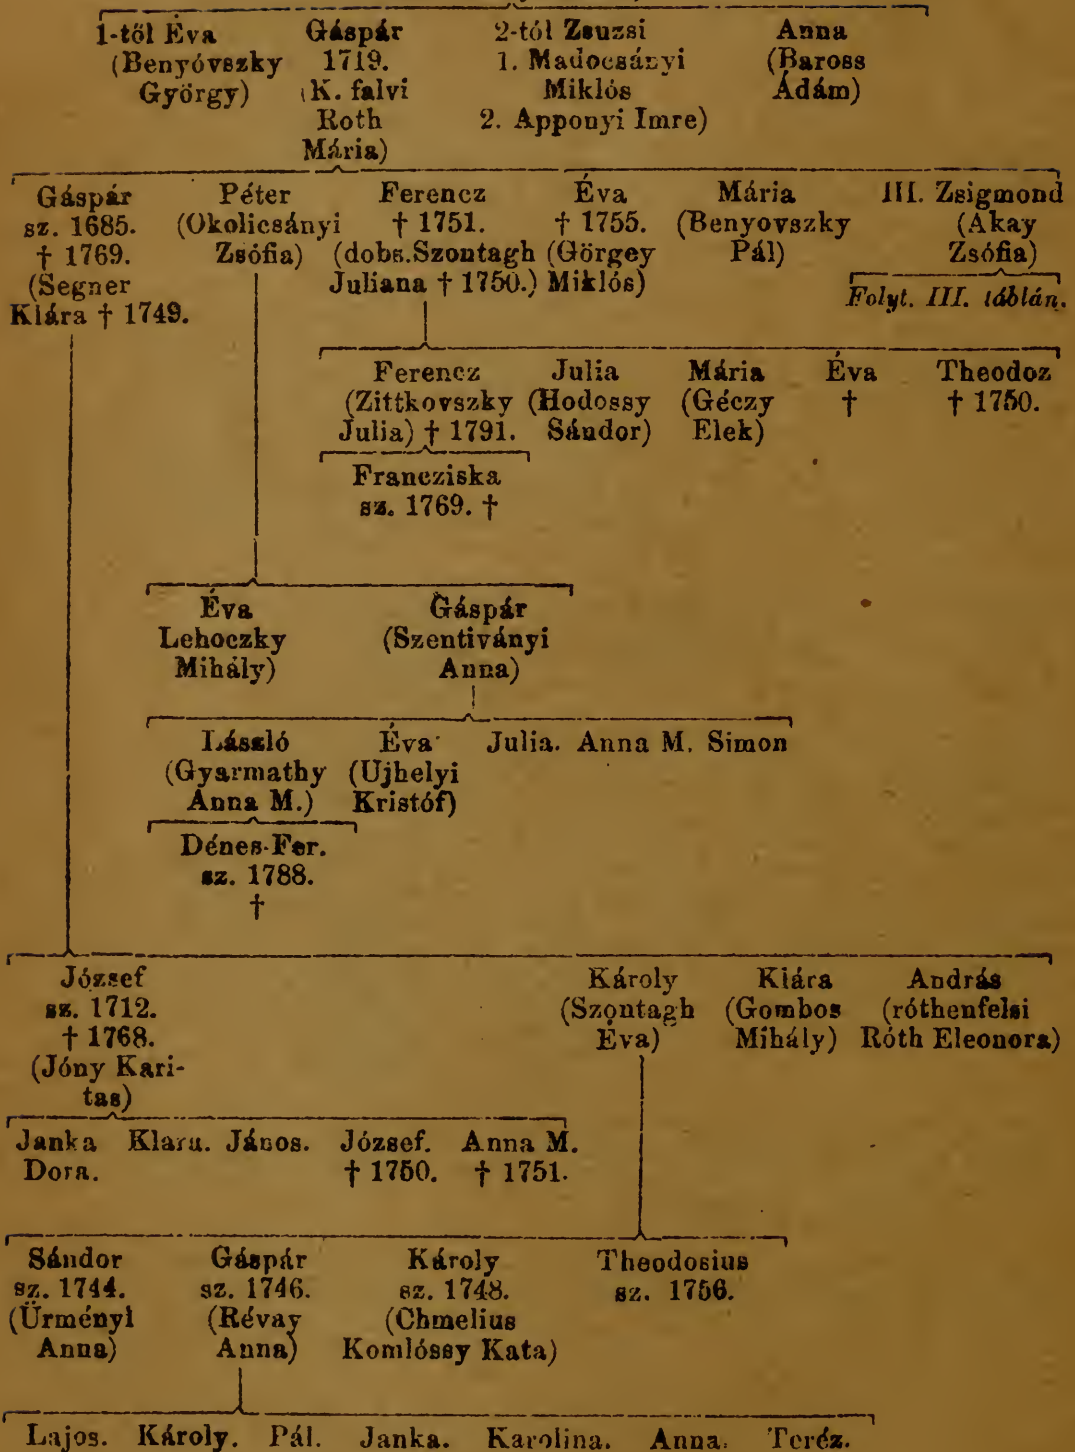 1-től Éva Gáspár 2-tól Zsuzsi Anna
(Benyóvszky 1719. 1. Madocsányi (Baross
György) (K. falvi Miklós Ádám)
Roth 2. Apponyi Imre)
Mária)
Gáspár Péter Ferencz Éva Mária III. Zsigmond
sz. 1685. (Okolicsányi † 1751. † 1755. (Benyovszky (Akay
† 1769. Zsófia) (dobs.Szontagh (Görgey Pál) Zsófia)
(Segner Juliana † 1750.) Miklós) Folyt. III. táblán.
Klára † 1749.
Ferencz Julia Mária Éva Theodoz
(Zittkovszky (Hodossy (Géczy † † 1750.
Julia) † 1791. Sándor) Elek)
Francziska
sz. 1769. †
Éva Gáspár
Lehoczky (Szentiványi
Mihály) Anna)
László Éva Julia. Anna M. Simon
(Gyarmathy (Ujhelyi
Anna M.) Kristóf)
Dénes-Fer.
sz. 1788.
†
József Károly Klára András
sz. 1712. (Szontagh (Gombos (róthenfelsi
† 1768. Éva) Mihály) Róth Eleonora)
(Jóny Kari-
tas)
Janka Klara. János. József. Anna M.
Dora. † 1750. † 1751.
Sándor Gáspár Károly Theodosius
sz. 1744. sz. 1746. sz. 1748. sz. 1756.
(Ürményi (Révay (Chmelius
Anna) Anna) Komlóssy Kata)
Lajos. Károly. Pál. Janka. Karolina. Anna. Teréz.